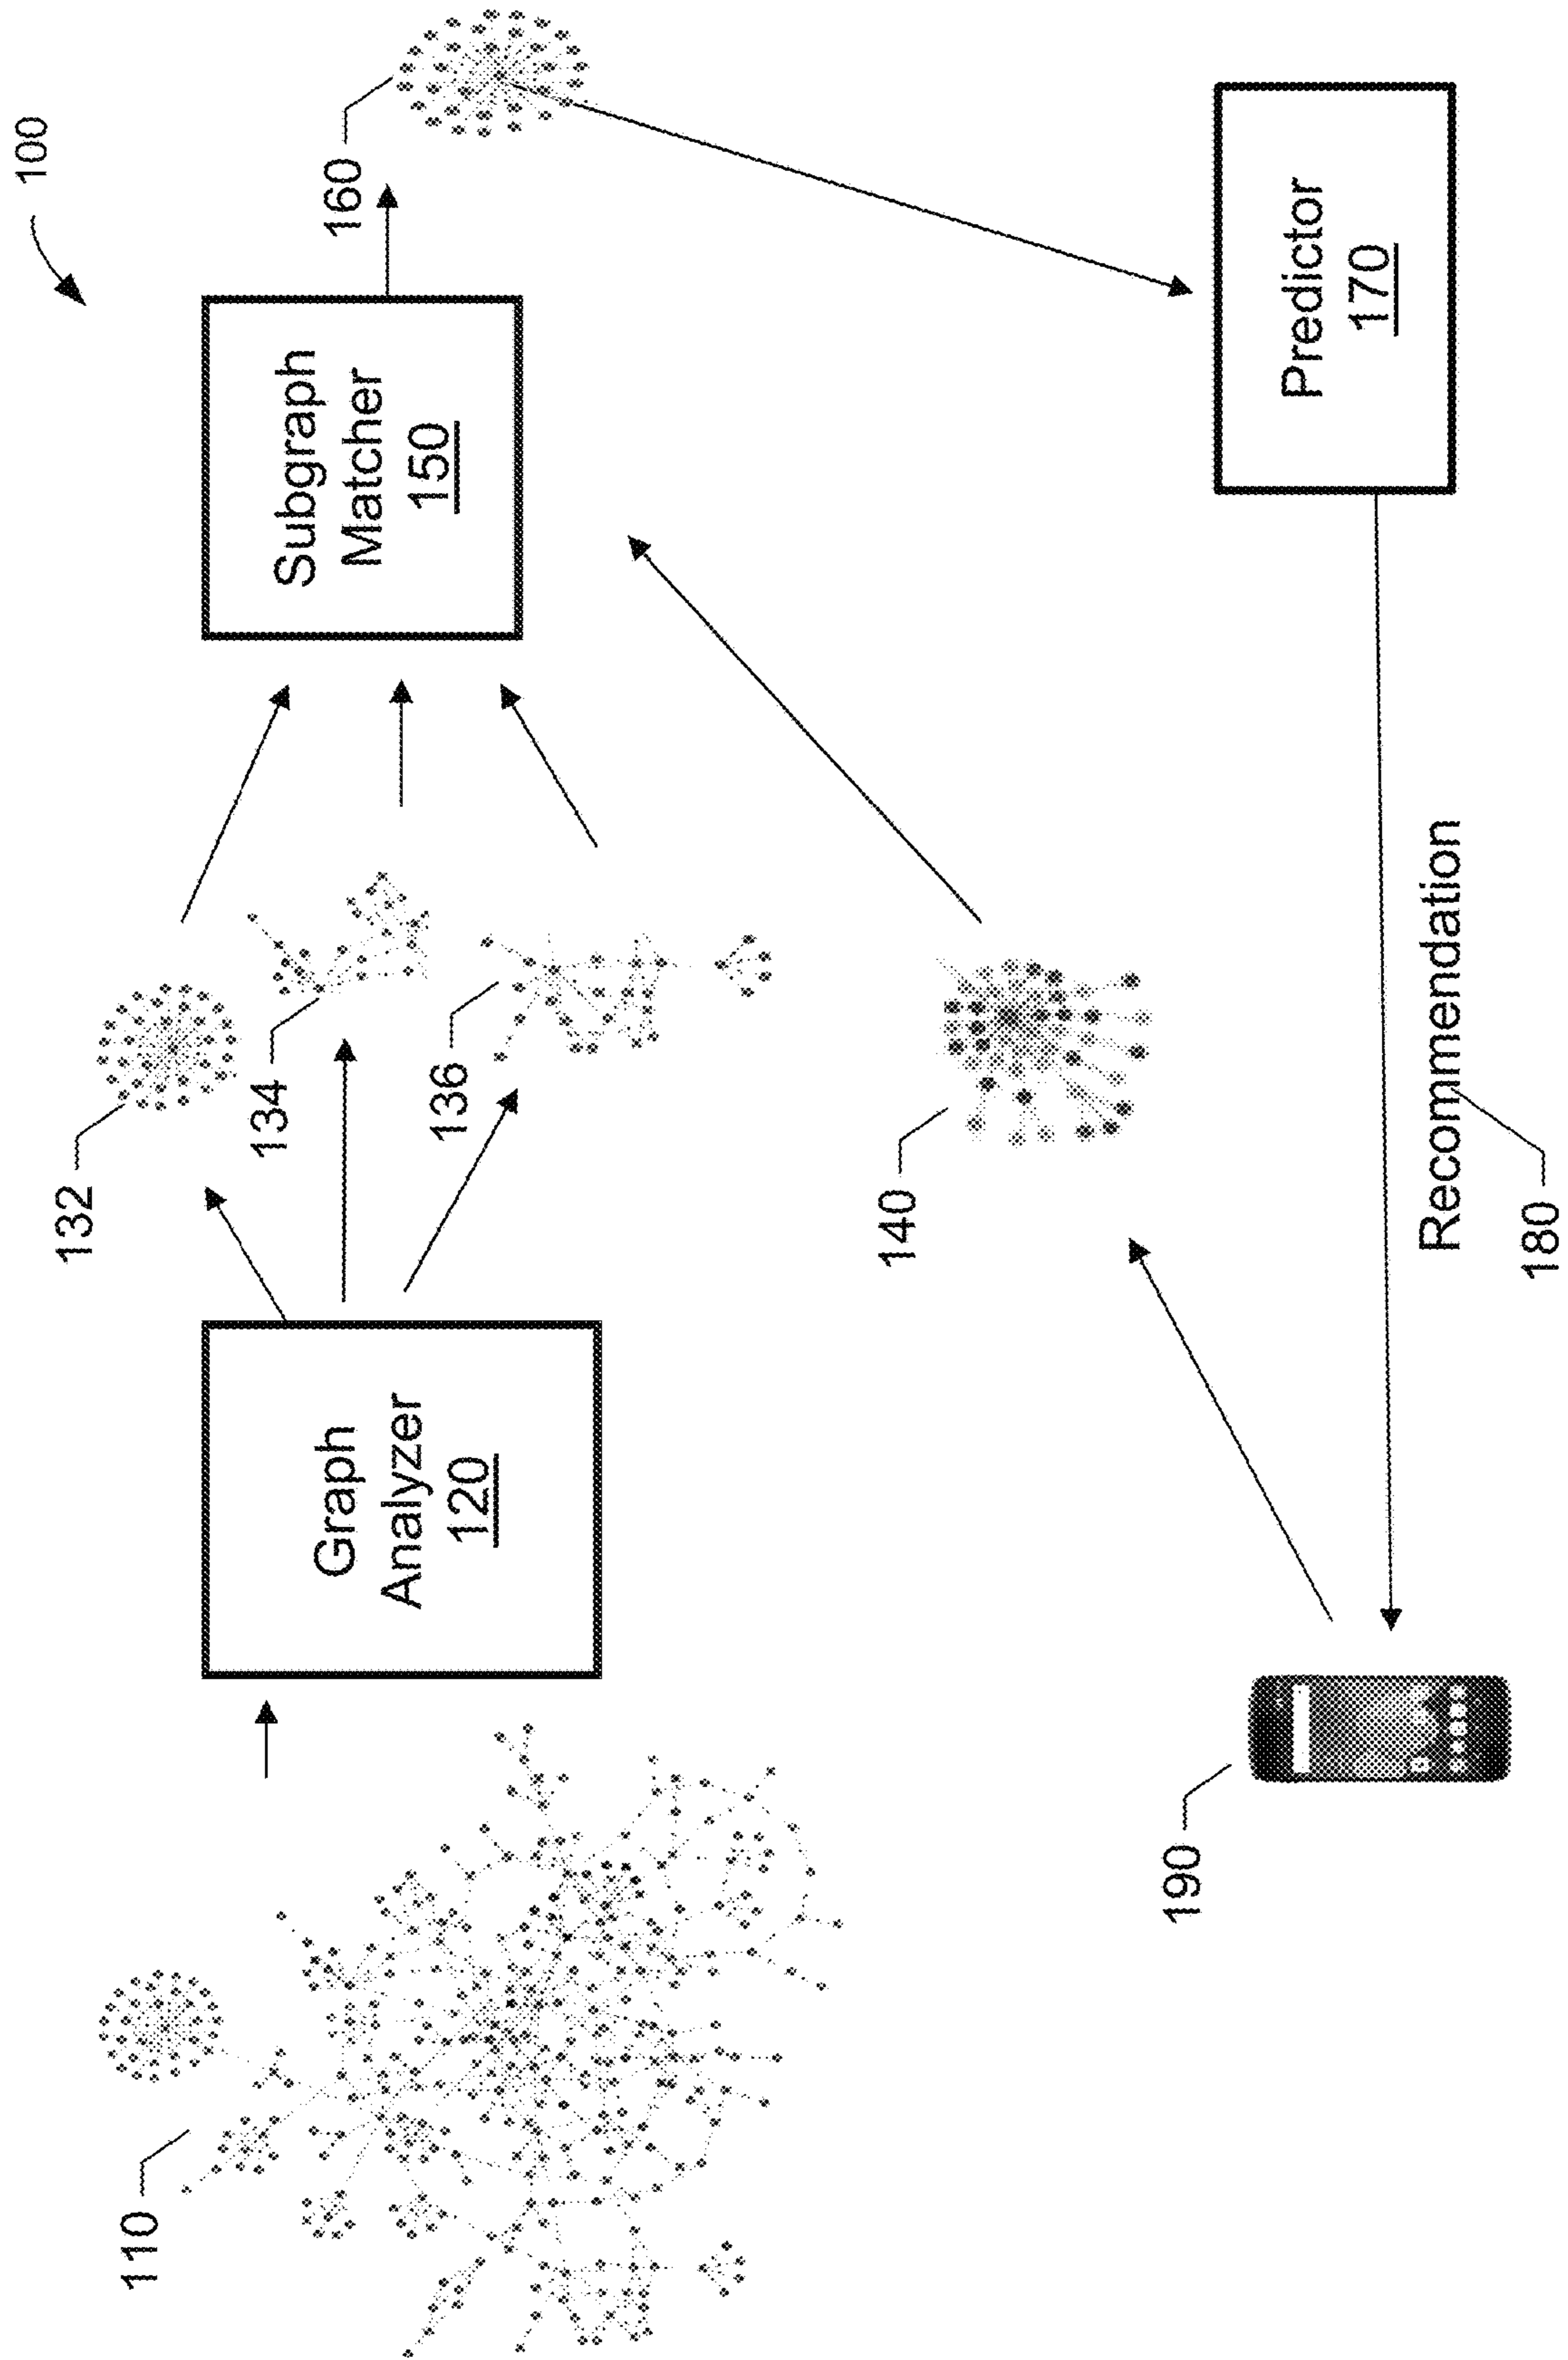 100
110
Graph
Analyzer
120
132
134
136
140
Subgraph
Matcher
150
160
Predictor
170
Recommendation
180
190